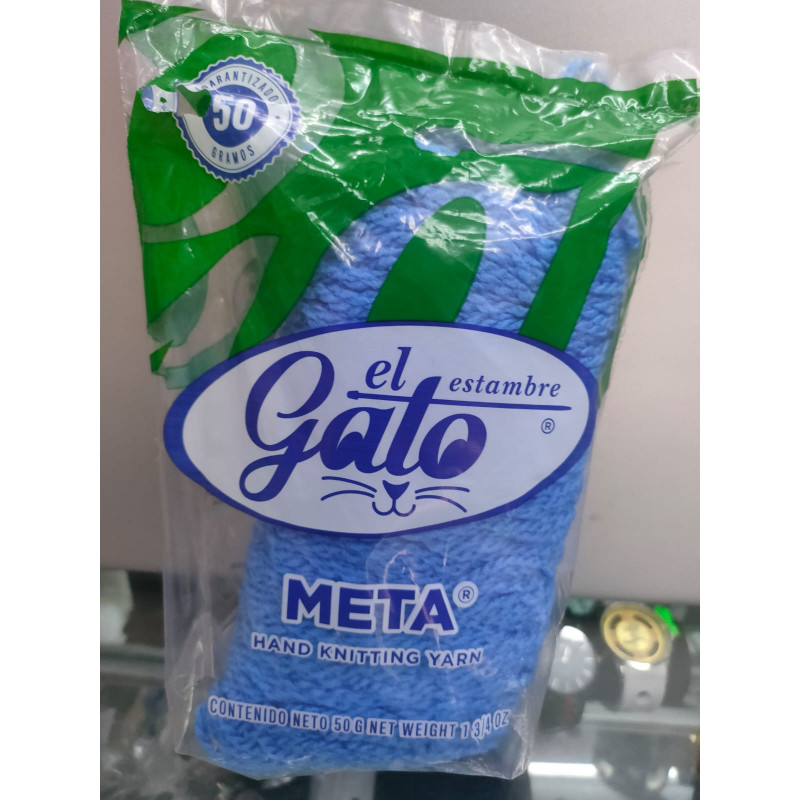 GARANTIZADO
50
GRAMOS
el
estambre
Gato
®
META®
HAND KNITTING YARN
CONTENIDO NETO 50 G NET WEIGHT 1 3/4 OZ